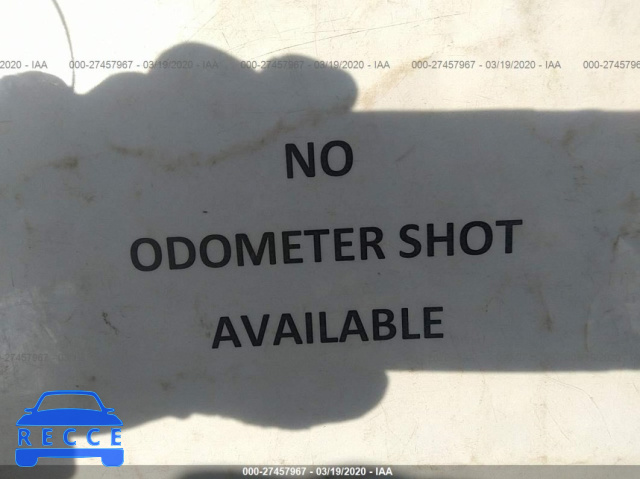 000-27457967 - 03/19/2020 - IAA
NO
ODOMETER SHOT
AVAILABLE
RECCE
000-27457967 - 03/19/2020 - IAA